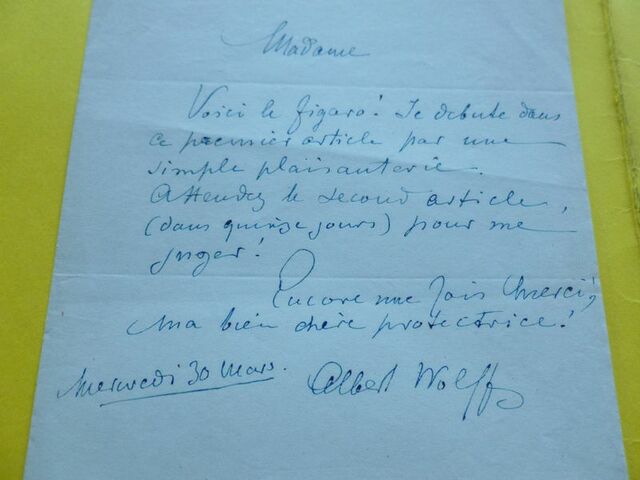 Madame
Voici le Figaro! Je debute dans
ce premier article par une
simple plaisanterie.
Attendez le second article,
(dans quinze jours) pour me
juger!
Encore une fois merci,
Ma bien chère protectrice!
Mercredi 30 Mars.
Albert Wolff